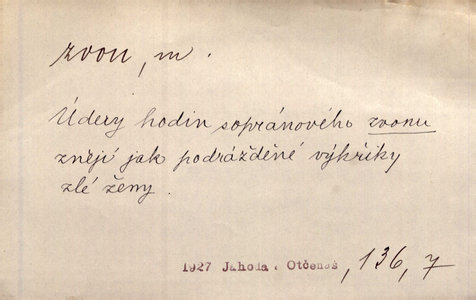 zvon, m.
Údery hodin sopránového zvonu
znějí jak podrážděné výkřiky
zlé ženy.
1927 Jahoda : Otčenáš, 136, 7